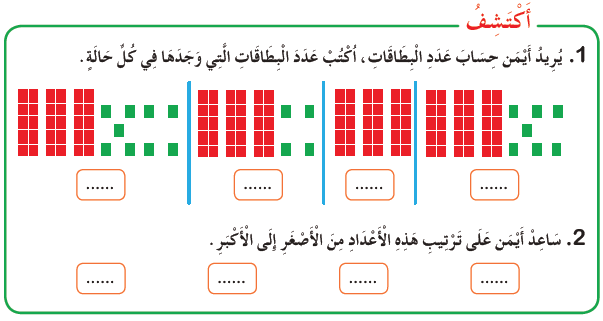 أَكْتَشِفُ
1. يُرِيدُ أَيْمَن حِسَابَ عَدَدِ الْبِطَاقَاتِ، اُكْتُبْ عَدَدَ الْبِطَاقَاتِ الَّتِي وَجَدَهَا فِي كُلِّ حَالَةٍ.
...... ...... ...... ......
2. سَاعِدْ أَيْمَن عَلَى تَرْتِيبِ هَذِهِ الْأَعْدَادِ مِنَ الْأَصْغَرِ إِلَى الْأَكْبَرِ.
...... ...... ...... ......